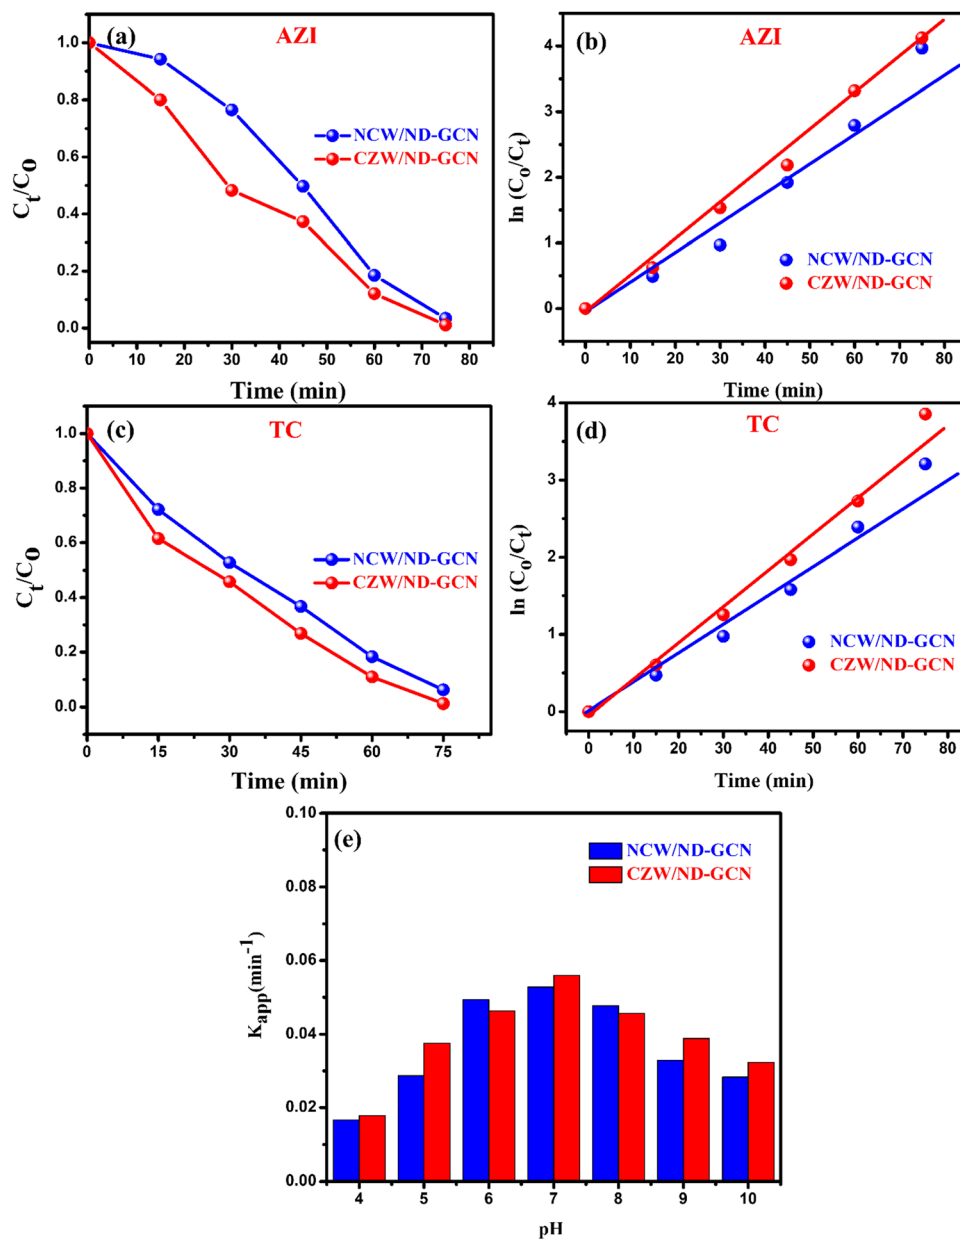 (a)
AZI
NCW/ND-GCN
CZW/ND-GCN
Ct/Co
1.0
0.8
0.6
0.4
0.2
0.0
0 10 20 30 40 50 60 70 80
Time (min)
(b)
AZI
NCW/ND-GCN
CZW/ND-GCN
ln (Co/Ct)
4
3
2
1
0
0 10 20 30 40 50 60 70 80
Time (min)
(c)
TC
NCW/ND-GCN
CZW/ND-GCN
Ct/Co
1.0
0.8
0.6
0.4
0.2
0.0
0 15 30 45 60 75
Time (min)
(d)
TC
NCW/ND-GCN
CZW/ND-GCN
ln (Co/Ct)
4
3
2
1
0
0 10 20 30 40 50 60 70 80
Time (min)
(e)
NCW/ND-GCN
CZW/ND-GCN
Kapp(min-1)
0.10
0.08
0.06
0.04
0.02
0.00
4 5 6 7 8 9 10
pH